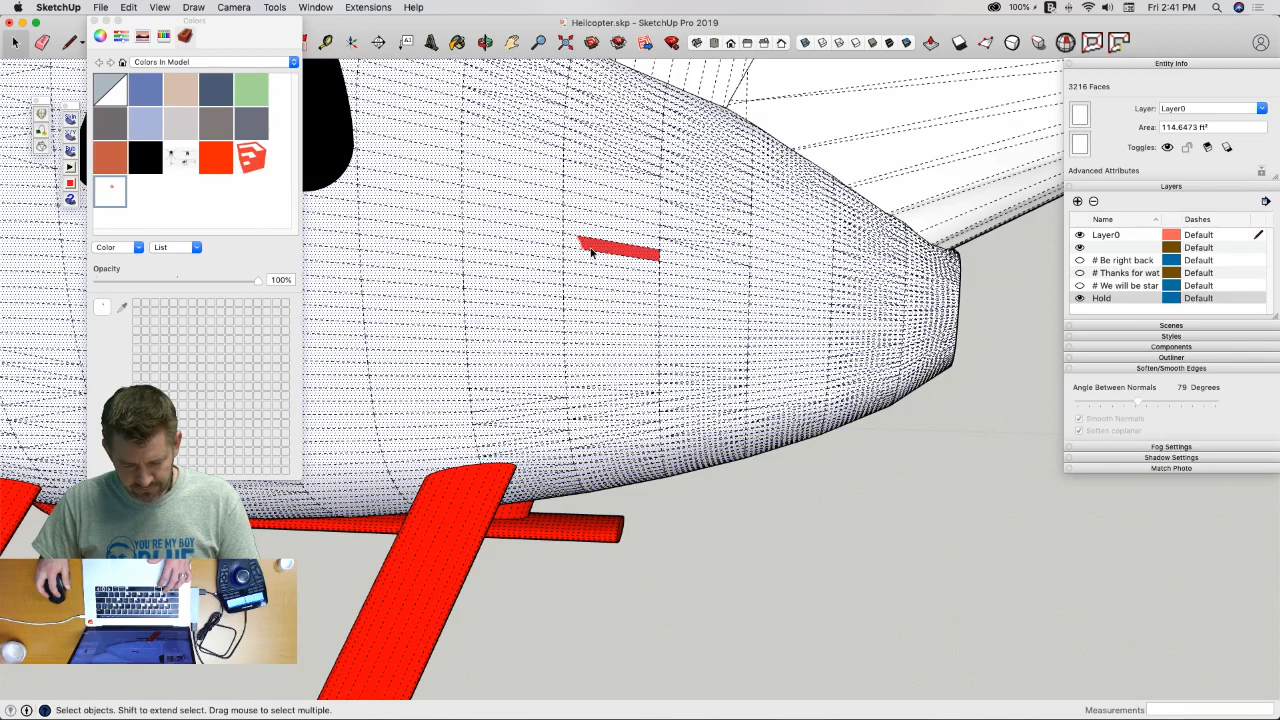 SketchUp File Edit View Draw Camera Tools Window Extensions Help
100% Fri 2:41 PM
Colors
Helicopter.skp - SketchUp Pro 2019
Colors In Model
Color
List
Opacity
100%
Entity Info
3216 Faces
Layer: Layer0
Area: 114.6473 ft²
Toggles:
Advanced Attributes
Layers
Name Dashes
Layer0 Default
Default
# Be right back Default
# Thanks for wat Default
# We will be star Default
Hold Default
Scenes
Styles
Components
Outliner
Soften/Smooth Edges
Angle Between Normals 79 Degrees
Smooth Normals
Soften coplanar
Fog Settings
Shadow Settings
Match Photo
YOU'RE MY BOY
BLUE
Select objects. Shift to extend select. Drag mouse to select multiple.
Measurements